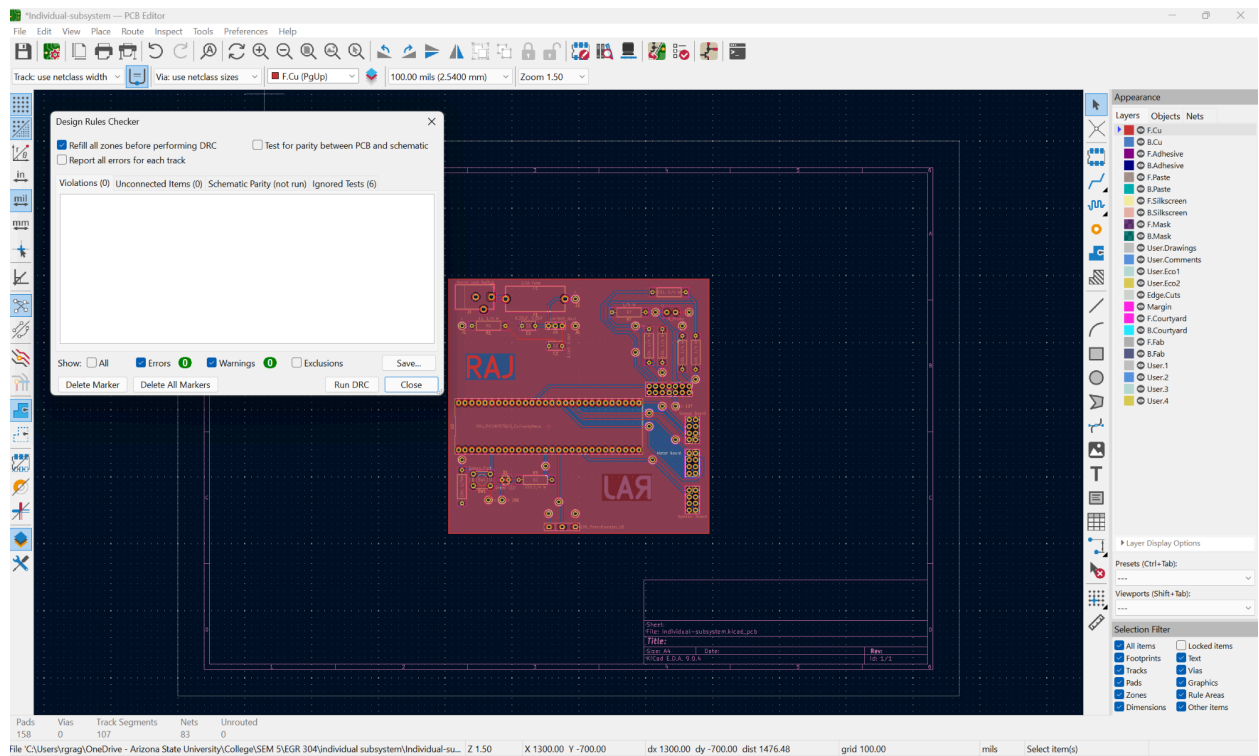 *Individual-subsystem — PCB Editor
File Edit View Place Route Inspect Tools Preferences Help
Track: use netclass width Via: use netclass sizes F.Cu (PgUp) 100.00 mils (2.5400 mm) Zoom 1.50
Design Rules Checker
Refill all zones before performing DRC Test for parity between PCB and schematic
Report all errors for each track
Violations (0) Unconnected Items (0) Schematic Parity (not run) Ignored Tests (6)
Show: All Errors 0 Warnings 0 Exclusions Save...
Delete Marker Delete All Markers Run DRC Close
in
mil
mm
RAJ
Motor Board
RAJ
Sheet:
File: individual-subsystem.kicad_pcb
Title:
Size: A4 Date: Rev:
KiCad E.D.A. 9.0.4 Id: 1/1
Appearance
Layers Objects Nets
F.Cu
B.Cu
F.Adhesive
B.Adhesive
F.Paste
B.Paste
F.Silkscreen
B.Silkscreen
F.Mask
B.Mask
User.Drawings
User.Comments
User.Eco1
User.Eco2
Edge.Cuts
Margin
F.Courtyard
B.Courtyard
F.Fab
B.Fab
User.1
User.2
User.3
User.4
Layer Display Options
Presets (Ctrl+Tab):
---
Viewports (Shift+Tab):
---
Selection Filter
All items Locked items
Footprints Text
Tracks Vias
Pads Graphics
Zones Rule Areas
Dimensions Other items
Pads Vias Track Segments Nets Unrouted
158 0 107 83 0
File 'C:\Users\rgrag\OneDrive - Arizona State University\College\SEM 5\EGR 304\individual subsystem\Individual-su... Z 1.50 X 1300.00 Y -700.00 dx 1300.00 dy -700.00 dist 1476.48 grid 100.00 mils Select item(s)